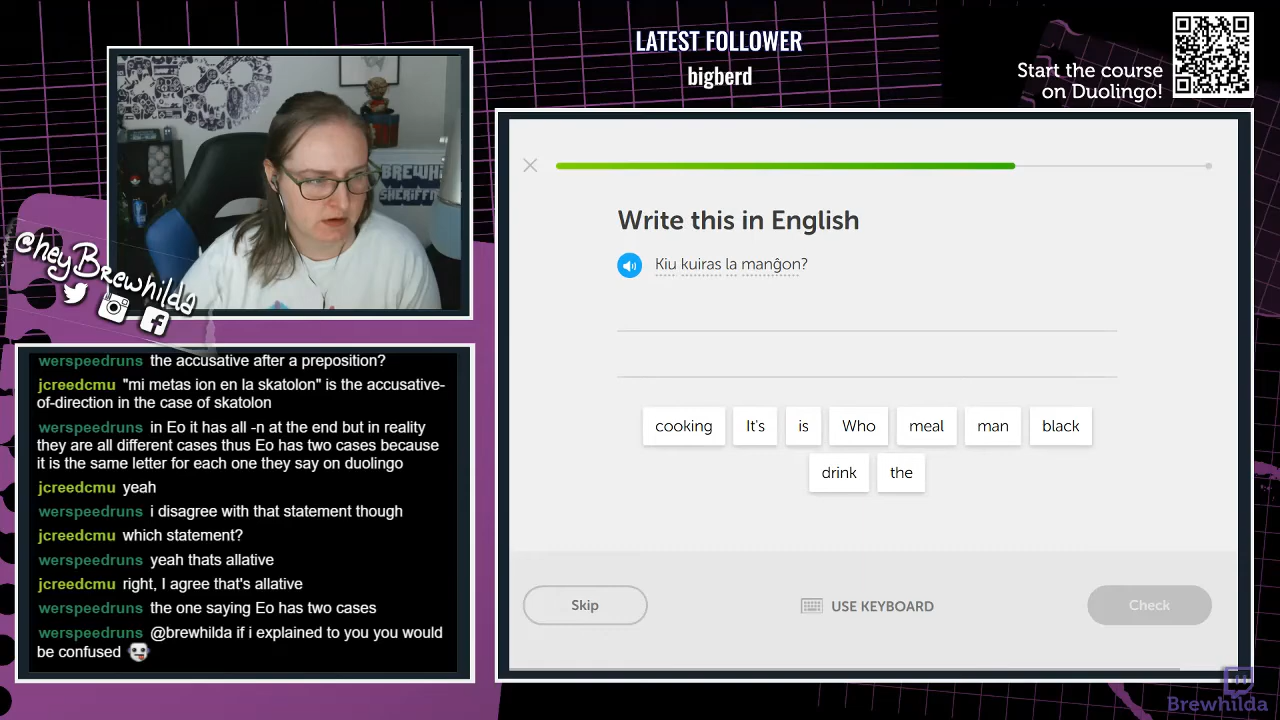 LATEST FOLLOWER
bigberd
Start the course
on Duolingo!
@heyBrewhilda
werspeedruns the accusative after a preposition?
jcreedcmu "mi metas ion en la skatolon" is the accusative-
of-direction in the case of skatolon
werspeedruns in Eo it has all -n at the end but in reality
they are all different cases thus Eo has two cases because
it is the same letter for each one they say on duolingo
jcreedcmu yeah
werspeedruns i disagree with that statement though
jcreedcmu which statement?
werspeedruns yeah thats allative
jcreedcmu right, I agree that's allative
werspeedruns the one saying Eo has two cases
werspeedruns @brewhilda if i explained to you you would
be confused
Write this in English
Kiu kuiras la manĝon?
cooking It's is Who meal man black
drink the
Skip
USE KEYBOARD
Check
Brewhilda